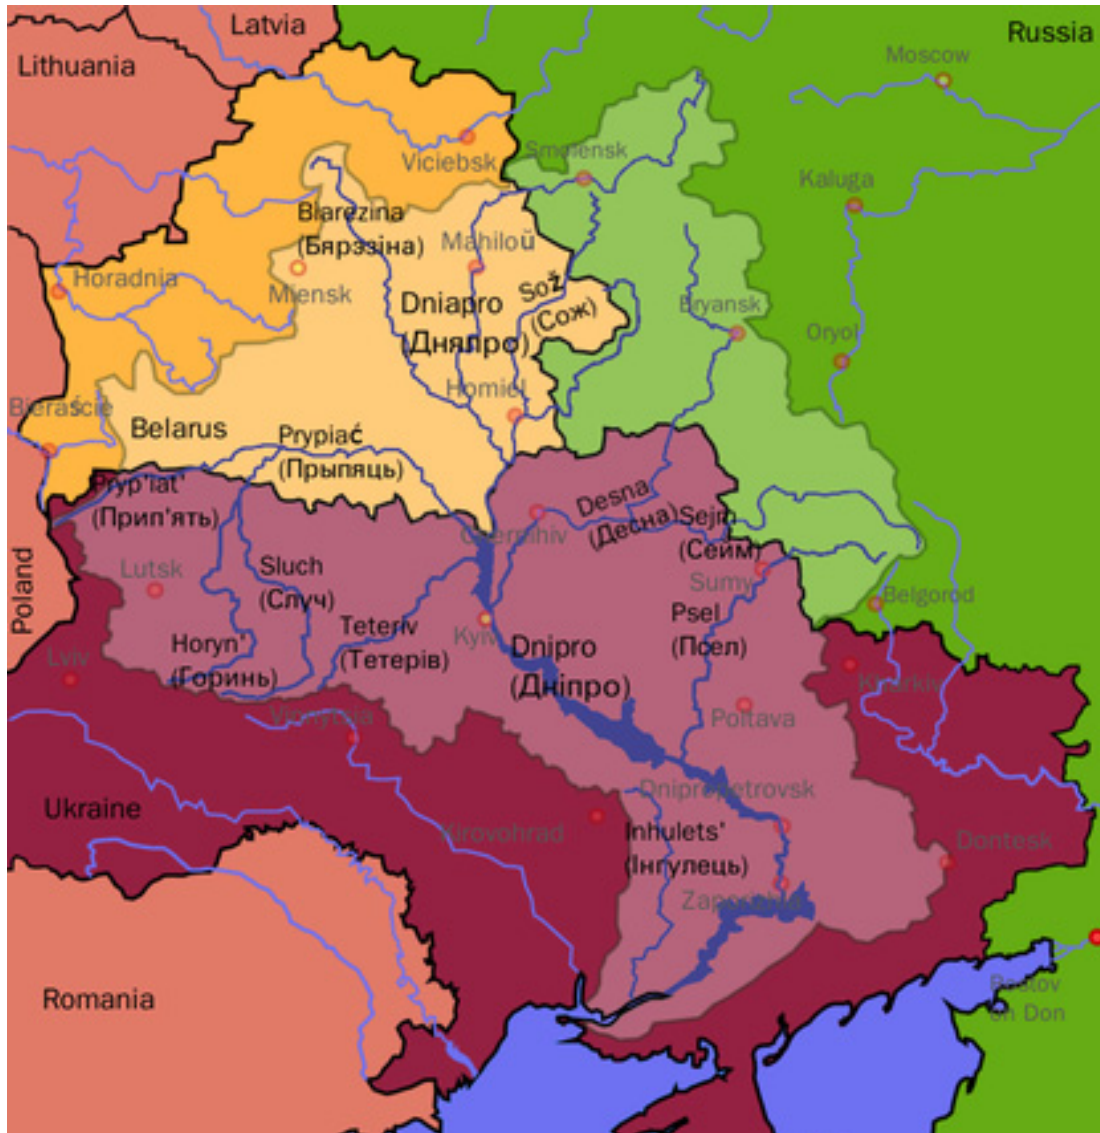 Latvia
Russia
Lithuania
Moscow
Smolensk
Viciebsk
Kaluga
Biarezina
(Бярэзіна)
Mahiloŭ
Horadnia
Miensk
Sož
(Сож)
Dniapro
(Дняпро)
Bryansk
Oryol
Homiel
Bieraście
Belarus
Prypiać
(Прыпяць)
Pryp'iat'
(Прип'ять)
Desna
(Десна)
Sejm
(Сейм)
Chernihiv
Lutsk
Sluch
(Случ)
Sumy
Belgorod
Poland
Psel
(Псел)
Teteriv
(Тетерів)
Kyiv
Dnipro
(Дніпро)
Horyn'
(Горинь)
Lviv
Kharkiv
Vinnytsia
Poltava
Dnipropetrovsk
Ukraine
Kirovohrad
Inhulets'
(Інгулець)
Dontesk
Romania
on Don